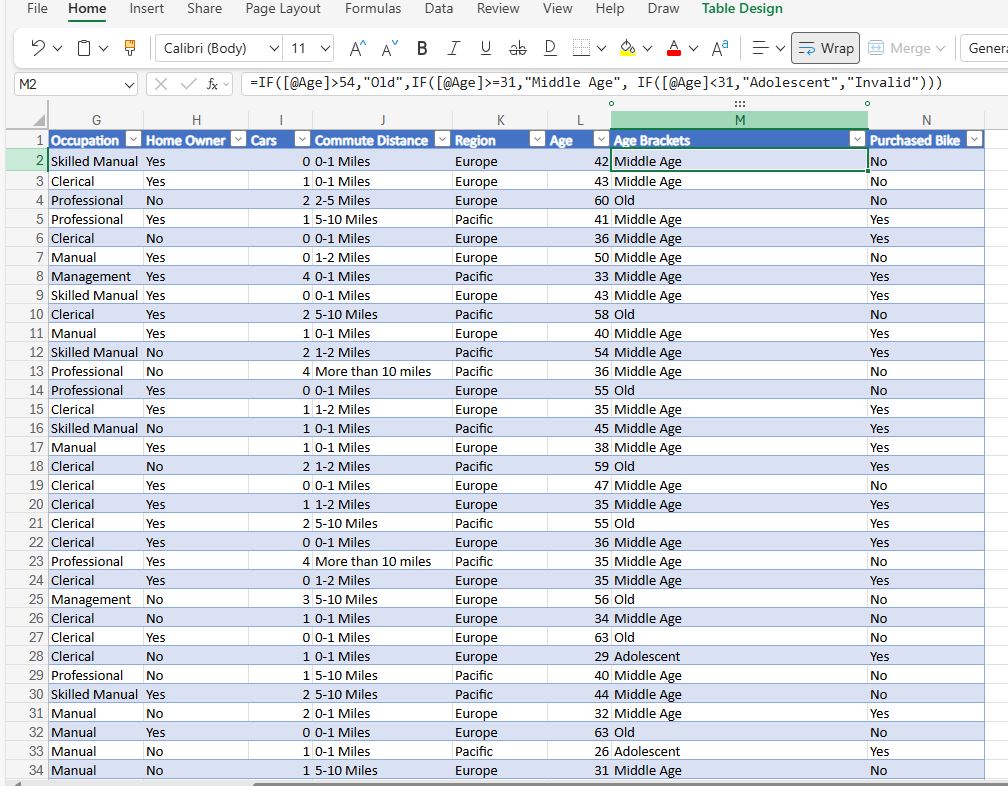 File Home Insert Share Page Layout Formulas Data Review View Help Draw Table Design
Calibri (Body) 11 A^ A˅ B I U ab D A Aa Wrap Merge
M2 fx =IF([@Age]>54,"Old",IF([@Age]>=31,"Middle Age", IF([@Age]<31,"Adolescent","Invalid")))
G H I J K L M N
1 Occupation Home Owner Cars Commute Distance Region Age Age Brackets Purchased Bike
2 Skilled Manual Yes 0 0-1 Miles Europe 42 Middle Age No
3 Clerical Yes 1 0-1 Miles Europe 43 Middle Age No
4 Professional No 2 2-5 Miles Europe 60 Old No
5 Professional Yes 1 5-10 Miles Pacific 41 Middle Age Yes
6 Clerical No 0 0-1 Miles Europe 36 Middle Age Yes
7 Manual Yes 0 1-2 Miles Europe 50 Middle Age No
8 Management Yes 4 0-1 Miles Pacific 33 Middle Age Yes
9 Skilled Manual Yes 0 0-1 Miles Europe 43 Middle Age Yes
10 Clerical Yes 2 5-10 Miles Pacific 58 Old No
11 Manual Yes 1 0-1 Miles Europe 40 Middle Age Yes
12 Skilled Manual No 2 1-2 Miles Pacific 54 Middle Age Yes
13 Professional No 4 More than 10 miles Pacific 36 Middle Age No
14 Professional Yes 0 0-1 Miles Europe 55 Old No
15 Clerical Yes 1 1-2 Miles Europe 35 Middle Age Yes
16 Skilled Manual No 1 0-1 Miles Pacific 45 Middle Age Yes
17 Manual Yes 1 0-1 Miles Europe 38 Middle Age Yes
18 Clerical No 2 1-2 Miles Pacific 59 Old Yes
19 Clerical Yes 0 0-1 Miles Europe 47 Middle Age No
20 Clerical Yes 1 1-2 Miles Europe 35 Middle Age Yes
21 Clerical Yes 2 5-10 Miles Pacific 55 Old Yes
22 Clerical Yes 0 0-1 Miles Europe 36 Middle Age Yes
23 Professional Yes 4 More than 10 miles Pacific 35 Middle Age No
24 Clerical Yes 0 1-2 Miles Europe 35 Middle Age Yes
25 Management No 3 5-10 Miles Europe 56 Old No
26 Clerical No 1 0-1 Miles Europe 34 Middle Age No
27 Clerical Yes 0 0-1 Miles Europe 63 Old No
28 Clerical No 1 0-1 Miles Europe 29 Adolescent Yes
29 Professional No 1 5-10 Miles Pacific 40 Middle Age No
30 Skilled Manual Yes 2 5-10 Miles Pacific 44 Middle Age No
31 Manual No 2 0-1 Miles Europe 32 Middle Age Yes
32 Manual Yes 0 0-1 Miles Europe 63 Old No
33 Manual No 1 0-1 Miles Pacific 26 Adolescent Yes
34 Manual No 1 5-10 Miles Europe 31 Middle Age No